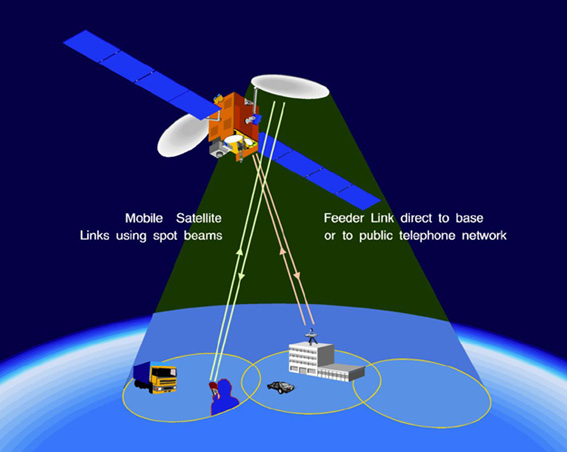 Mobile Satellite
Links using spot beams
Feeder Link direct to base
or to public telephone network